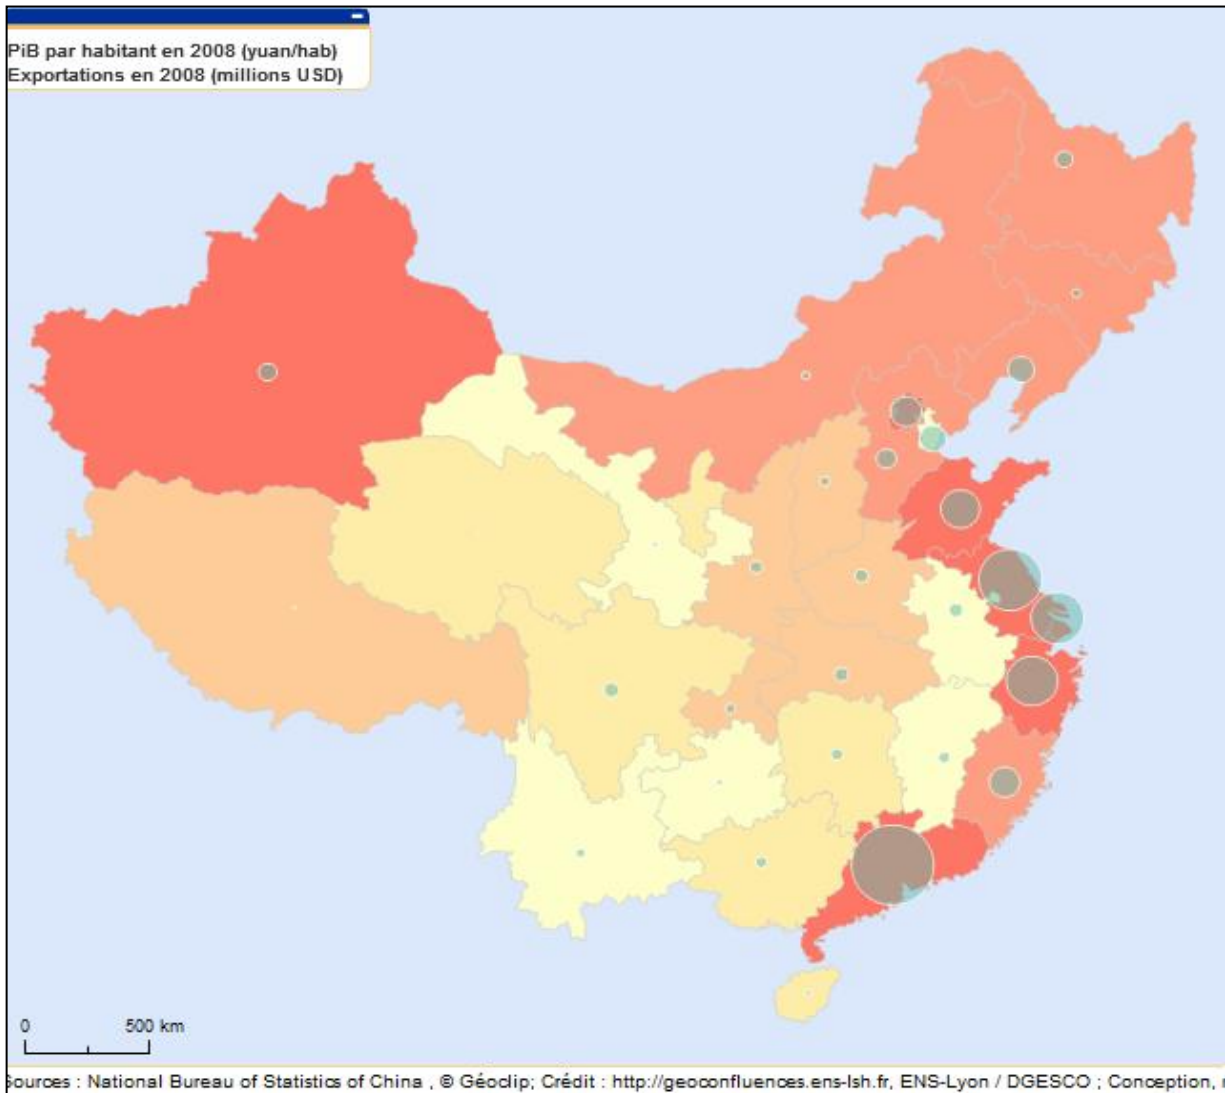 PiB par habitant en 2008 (yuan/hab)
Exportations en 2008 (millions USD)
0 500 km
Sources : National Bureau of Statistics of China , © Géoclip; Crédit : http://geoconfluences.ens-lsh.fr, ENS-Lyon / DGESCO ; Conception,